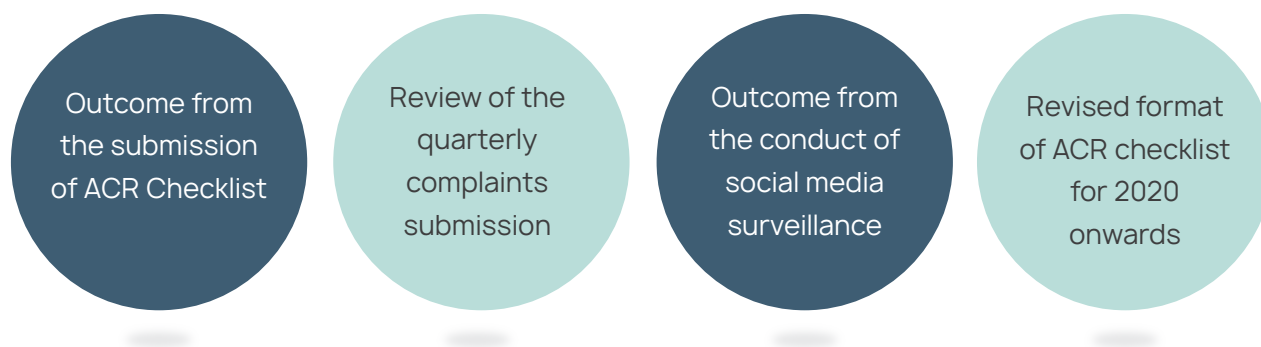 Outcome from
the submission
of ACR Checklist
Review of the
quarterly
complaints
submission
Outcome from
the conduct of
social media
surveillance
Revised format
of ACR checklist
for 2020
onwards